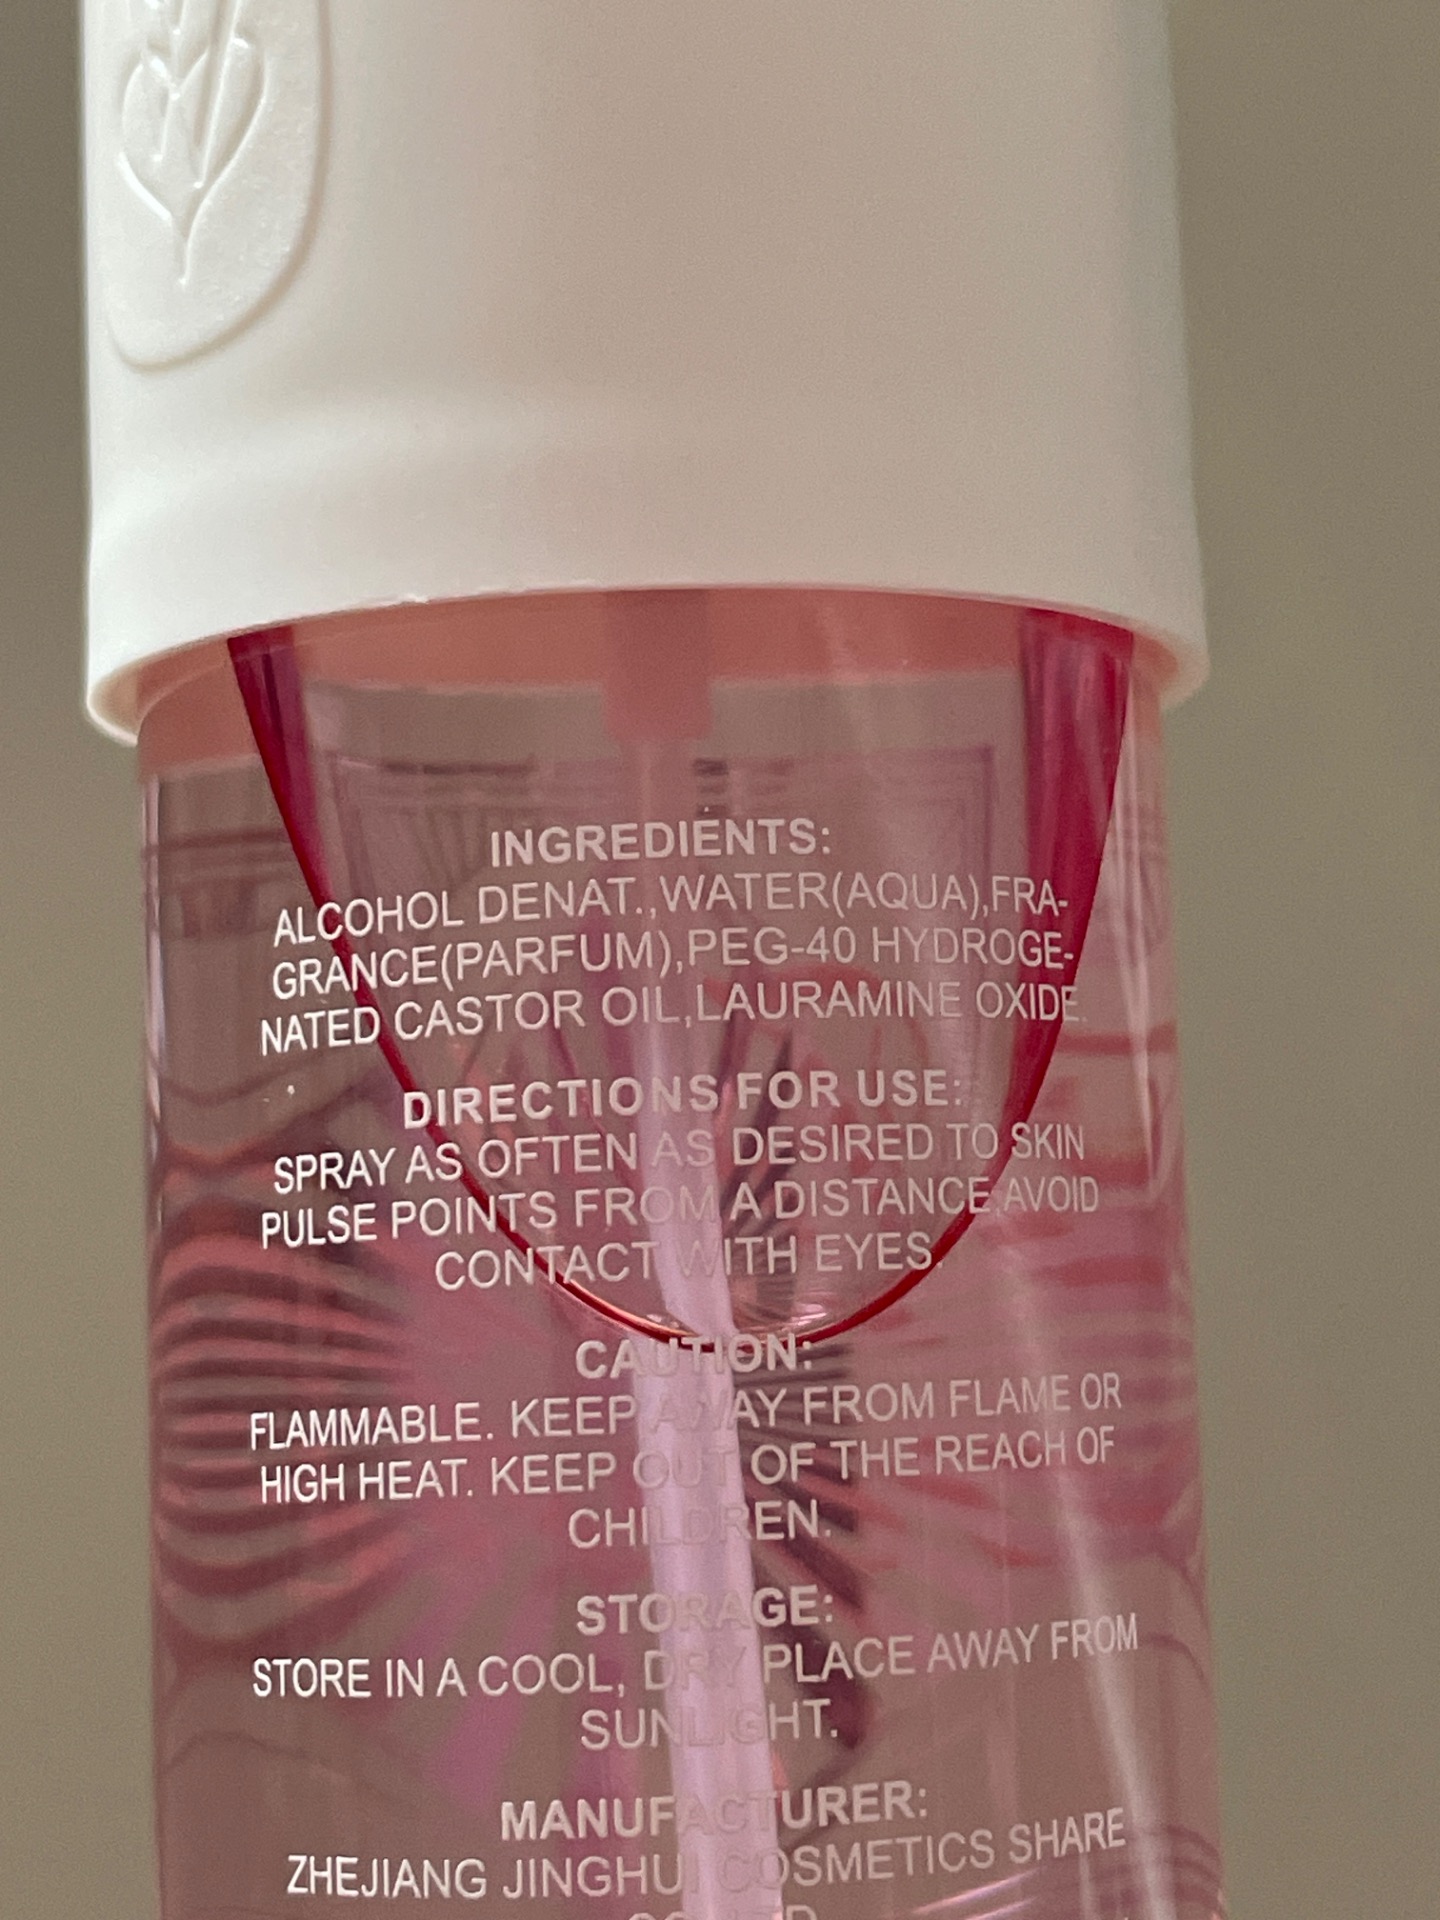 INGREDIENTS:
ALCOHOL DENAT.,WATER(AQUA),FRA-
GRANCE(PARFUM),PEG-40 HYDROGE-
NATED CASTOR OIL,LAURAMINE OXIDE.
DIRECTIONS FOR USE:
SPRAY AS OFTEN AS DESIRED TO SKIN
PULSE POINTS FROM A DISTANCE,AVOID
CONTACT WITH EYES.
CAUTION:
FLAMMABLE. KEEP AWAY FROM FLAME OR
HIGH HEAT. KEEP OUT OF THE REACH OF
CHILDREN.
STORAGE:
STORE IN A COOL, DRY PLACE AWAY FROM
SUNLIGHT.
MANUFACTURER:
ZHEJIANG JINGHUI COSMETICS SHARE